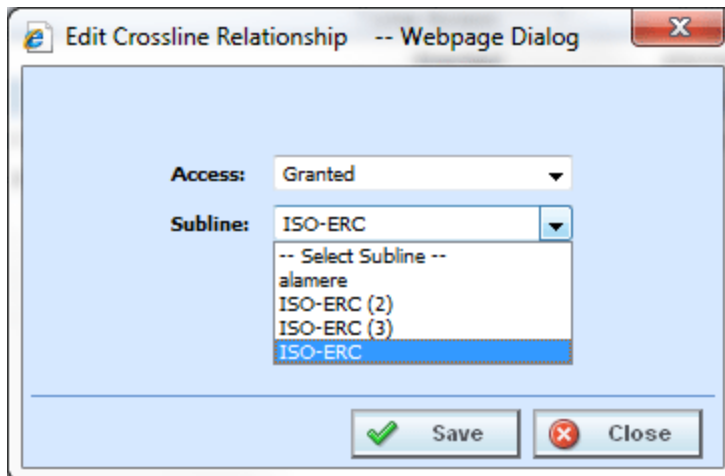 Edit Crossline Relationship -- Webpage Dialog
Access: Granted
Subline: ISO-ERC
-- Select Subline --
alamere
ISO-ERC (2)
ISO-ERC (3)
ISO-ERC
Save Close